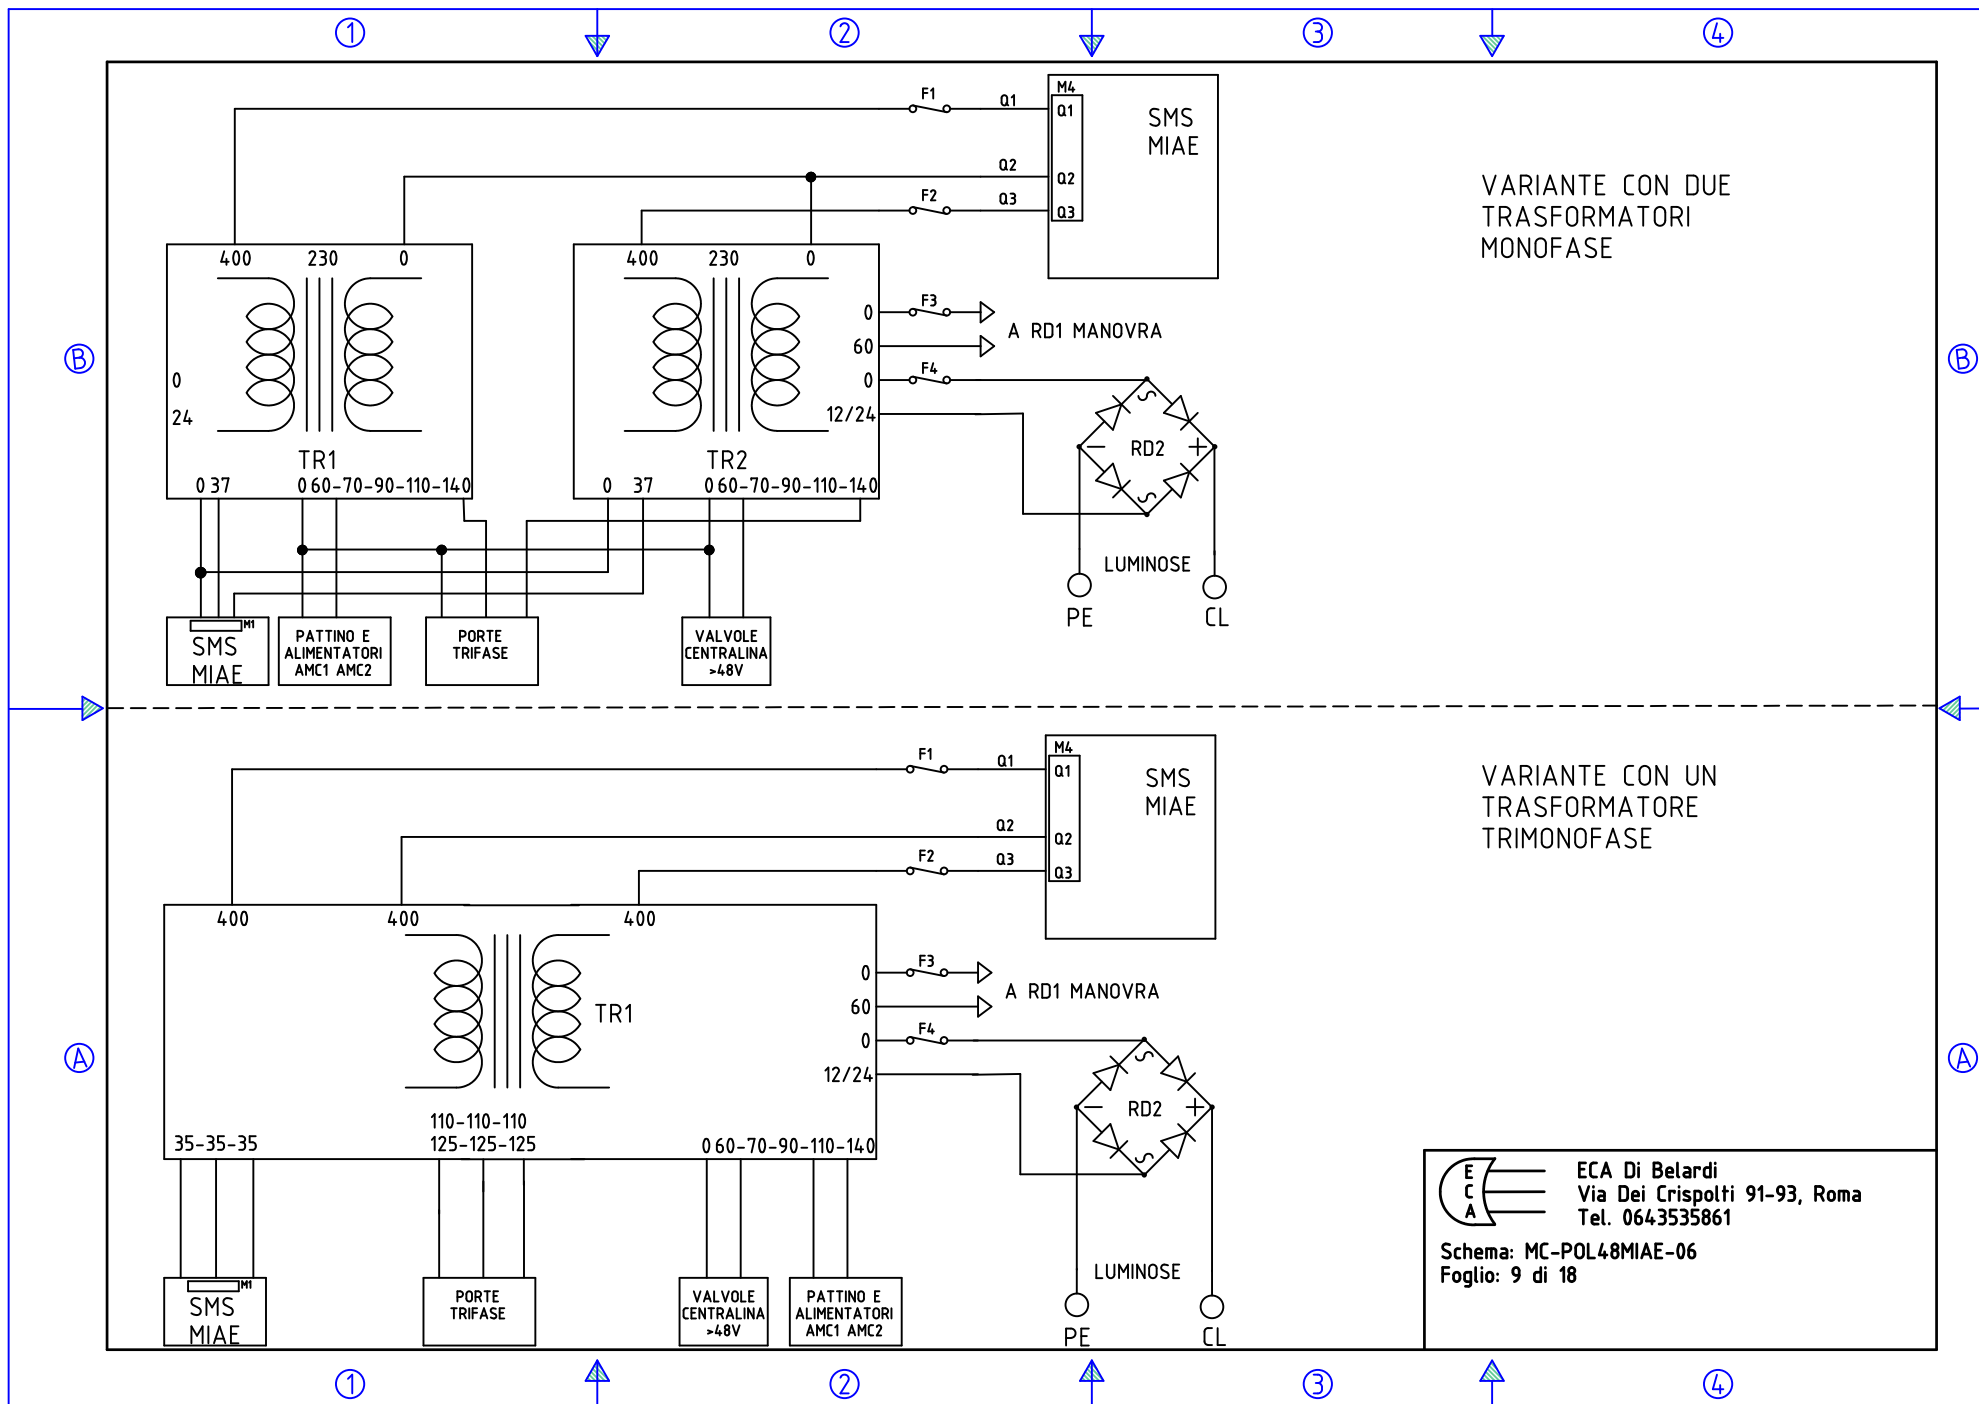 1 2 3 4
F1 Q1 M4
Q1
SMS
MIAE
Q2
Q2
F2 Q3
Q3
VARIANTE CON DUE
TRASFORMATORI
MONOFASE
400 230 0
400 230 0
0
24
TR1
0 37 0 60-70-90-110-140
TR2
0 37 0 60-70-90-110-140
0 F3
60
A RD1 MANOVRA
0 F4
12/24
S
- RD2 +
S
LUMINOSE
PE CL
B B
M1
SMS
MIAE
PATTINO E
ALIMENTATORI
AMC1 AMC2
PORTE
TRIFASE
VALVOLE
CENTRALINA
>48V
F1 Q1 M4
Q1
SMS
MIAE
Q2
Q2
F2 Q3
Q3
VARIANTE CON UN
TRASFORMATORE
TRIMONOFASE
400 400 400
TR1
0 F3
60
A RD1 MANOVRA
0 F4
12/24
S
- RD2 +
S
LUMINOSE
PE CL
A A
110-110-110
35-35-35 125-125-125 0 60-70-90-110-140
M1
SMS
MIAE
PORTE
TRIFASE
VALVOLE
CENTRALINA
>48V
PATTINO E
ALIMENTATORI
AMC1 AMC2
E
C
A
ECA Di Belardi
Via Dei Crispolti 91-93, Roma
Tel. 0643535861
Schema: MC-POL48MIAE-06
Foglio: 9 di 18
1 2 3 4